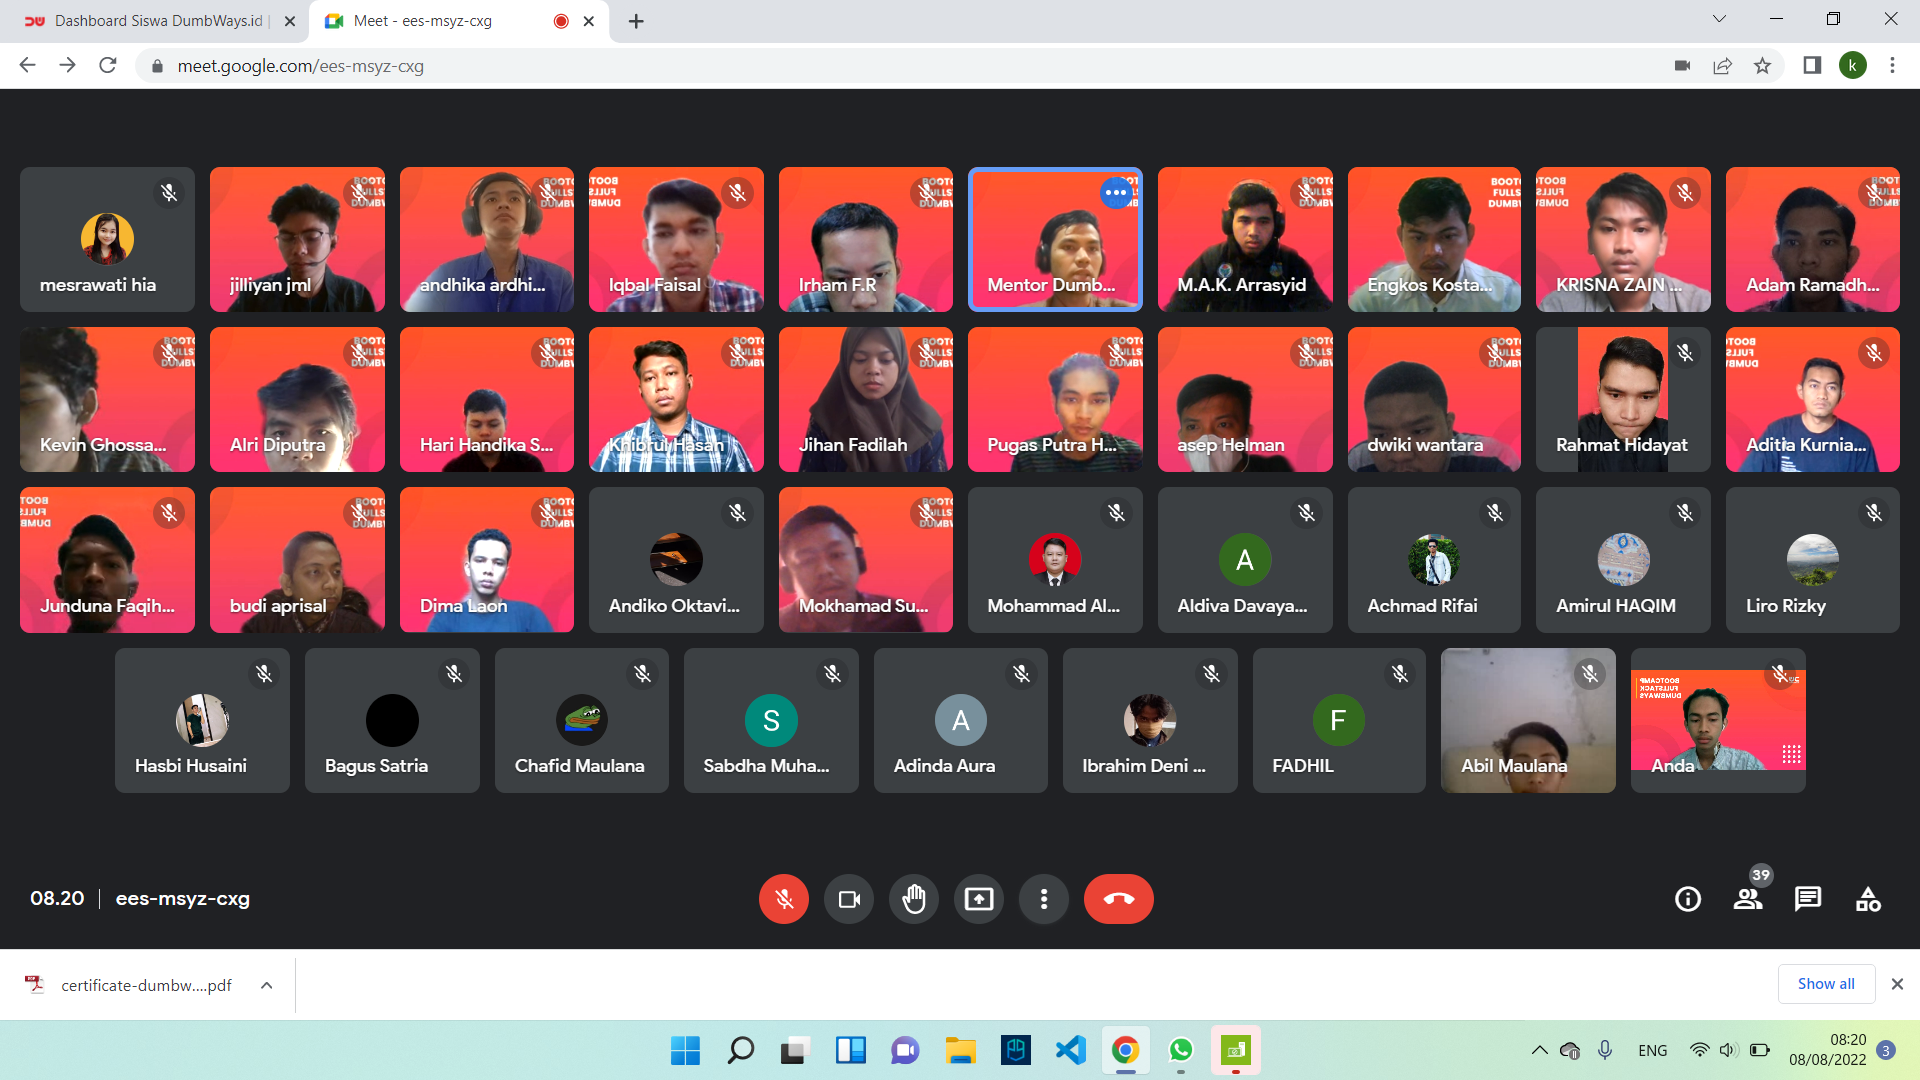 Dashboard Siswa DumbWays.id |
Meet - ees-msyz-cxg
meet.google.com/ees-msyz-cxg
k
mesrawati hia
jilliyan jml
andhika ardhi...
Iqbal Faisal
Irham F.R
Mentor Dumb...
M.A.K. Arrasyid
Engkos Kosta...
KRISNA ZAIN ...
Adam Ramadh...
Kevin Ghossa...
Alri Diputra
Hari Handika S...
Khibrul Hasan
Jihan Fadilah
Pugas Putra H...
asep Helman
dwiki wantara
Rahmat Hidayat
Aditia Kurnia...
Junduna Faqih...
budi aprisal
Dima Laon
Andiko Oktavi...
Mokhamad Su...
Mohammad Al...
A
Aldiva Davaya...
Achmad Rifai
Amirul HAQIM
Liro Rizky
Hasbi Husaini
Bagus Satria
Chafid Maulana
S
Sabdha Muha...
A
Adinda Aura
Ibrahim Deni ...
F
FADHIL
Abil Maulana
BOOTCAMP
FULLSTACK
DUMBWAYS
Anda
08.20 | ees-msyz-cxg
39
certificate-dumbw....pdf
Show all
ENG
08:20
08/08/2022
3